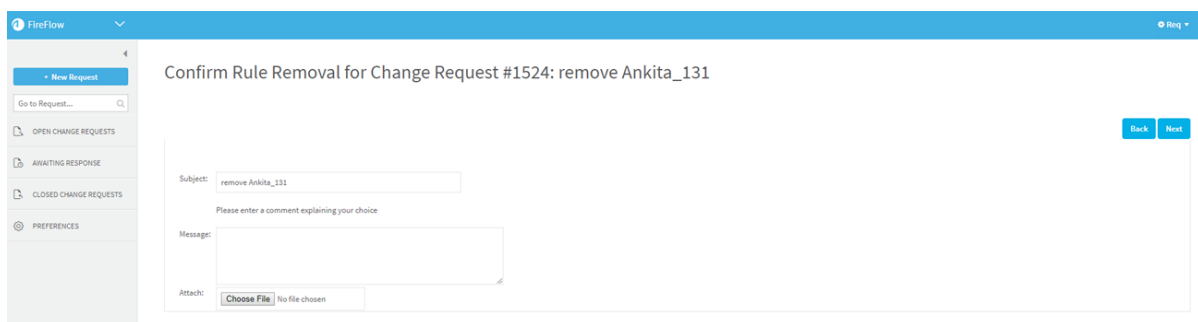 FireFlow
Req
+ New Request
Go to Request...
OPEN CHANGE REQUESTS
AWAITING RESPONSE
CLOSED CHANGE REQUESTS
PREFERENCES
Confirm Rule Removal for Change Request #1524: remove Ankita_131
Back Next
Subject: remove Ankita_131
Please enter a comment explaining your choice
Message:
Attach: Choose File No file chosen